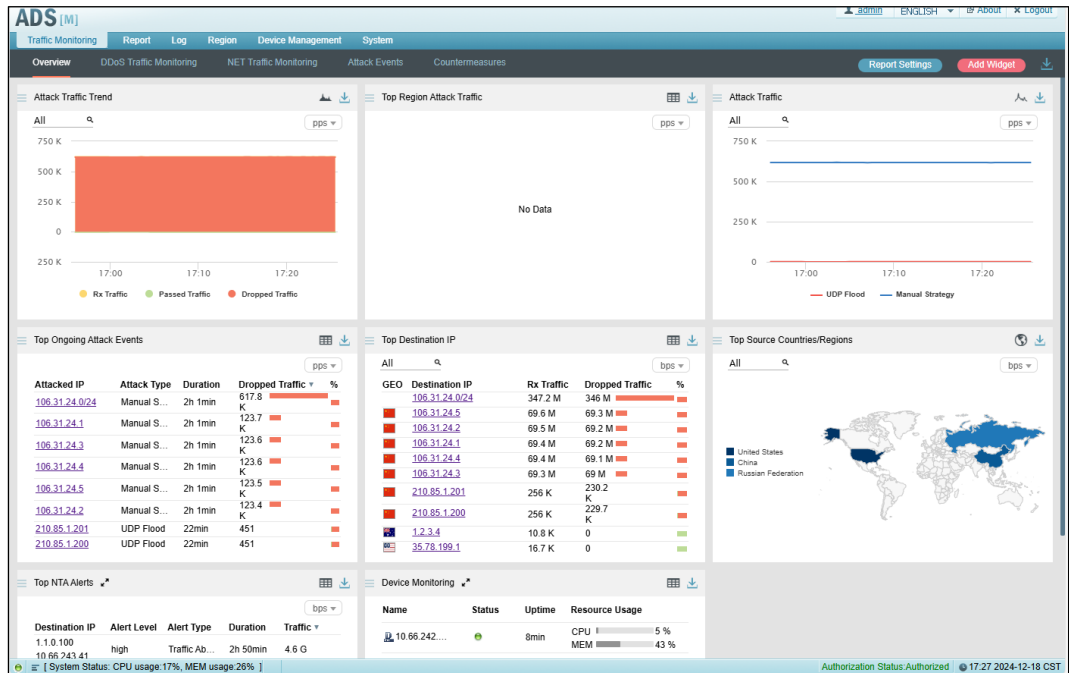 ADS [M]
admin ENGLISH About Logout
Traffic Monitoring Report Log Region Device Management System
Overview DDoS Traffic Monitoring NET Traffic Monitoring Attack Events Countermeasures Report Settings Add Widget
Attack Traffic Trend
All
pps
750 K
500 K
250 K
0
250 K
17:00 17:10 17:20
Rx Traffic Passed Traffic Dropped Traffic
Top Region Attack Traffic
pps
No Data
Attack Traffic
All
pps
750 K
500 K
250 K
0
17:00 17:10 17:20
UDP Flood Manual Strategy
Top Ongoing Attack Events
pps
Attacked IP Attack Type Duration Dropped Traffic %
106.31.24.0/24 Manual S... 2h 1min 617.8 K
106.31.24.1 Manual S... 2h 1min 123.7 K
106.31.24.3 Manual S... 2h 1min 123.6 K
106.31.24.4 Manual S... 2h 1min 123.6 K
106.31.24.5 Manual S... 2h 1min 123.5 K
106.31.24.2 Manual S... 2h 1min 123.4 K
210.85.1.201 UDP Flood 22min 451
210.85.1.200 UDP Flood 22min 451
Top Destination IP
All
bps
GEO Destination IP Rx Traffic Dropped Traffic %
106.31.24.0/24 347.2 M 346 M
106.31.24.5 69.6 M 69.3 M
106.31.24.2 69.5 M 69.2 M
106.31.24.1 69.4 M 69.2 M
106.31.24.4 69.4 M 69.1 M
106.31.24.3 69.3 M 69 M
210.85.1.201 256 K 230.2 K
210.85.1.200 256 K 229.7 K
1.2.3.4 10.8 K 0
35.78.199.1 16.7 K 0
Top Source Countries/Regions
All
bps
United States
China
Russian Federation
Top NTA Alerts
bps
Destination IP Alert Level Alert Type Duration Traffic
1.1.0.100
10.66.243.41 high Traffic Ab... 2h 50min 4.6 G
Device Monitoring
Name Status Uptime Resource Usage
10.66.242.... 8min CPU 5 %
MEM 43 %
[ System Status: CPU usage:17%, MEM usage:26% ] Authorization Status:Authorized 17:27 2024-12-18 CST